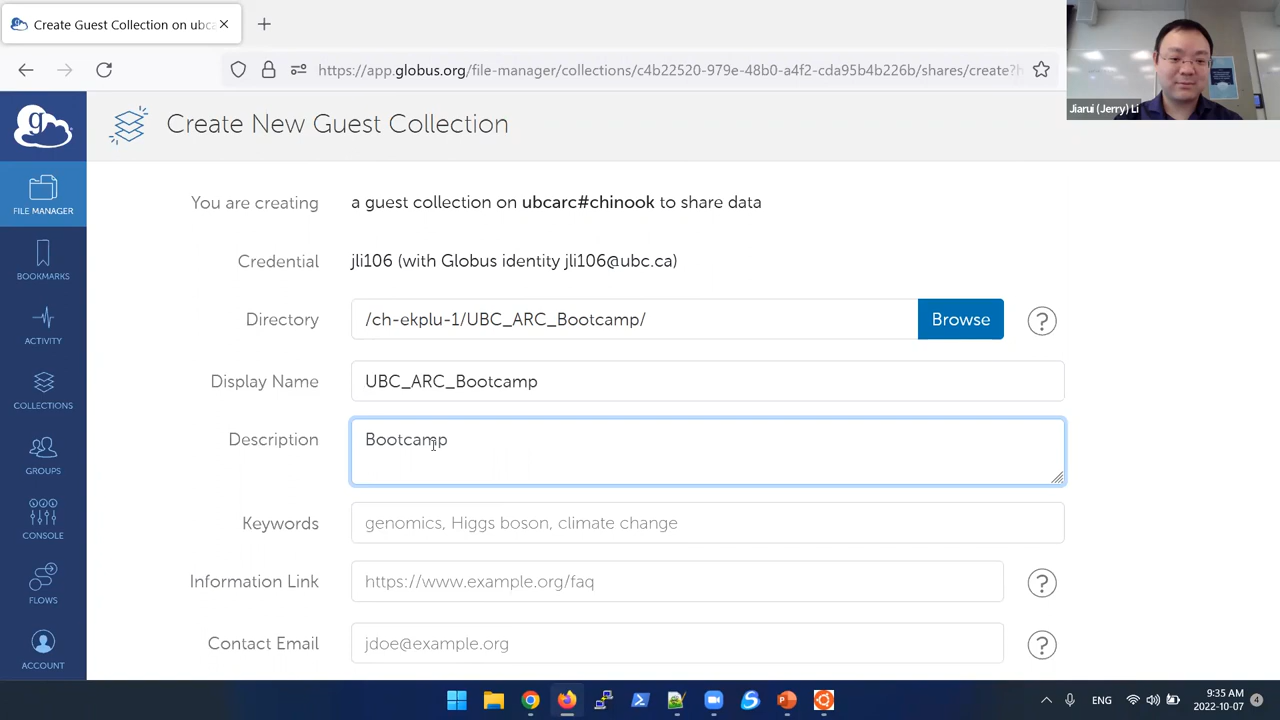 Create Guest Collection on ubca
https://app.globus.org/file-manager/collections/c4b22520-979e-48b0-a4f2-cda95b4b226b/shares/create?
Jiarui (Jerry) Li
g
Create New Guest Collection
FILE MANAGER
BOOKMARKS
ACTIVITY
COLLECTIONS
GROUPS
CONSOLE
FLOWS
ACCOUNT
You are creating a guest collection on ubcarc#chinook to share data
Credential jli106 (with Globus identity jli106@ubc.ca)
Directory /ch-ekplu-1/UBC_ARC_Bootcamp/ Browse ?
Display Name UBC_ARC_Bootcamp
Description Bootcamp
Keywords genomics, Higgs boson, climate change
Information Link https://www.example.org/faq ?
Contact Email jdoe@example.org ?
ENG 9:35 AM
2022-10-07 4